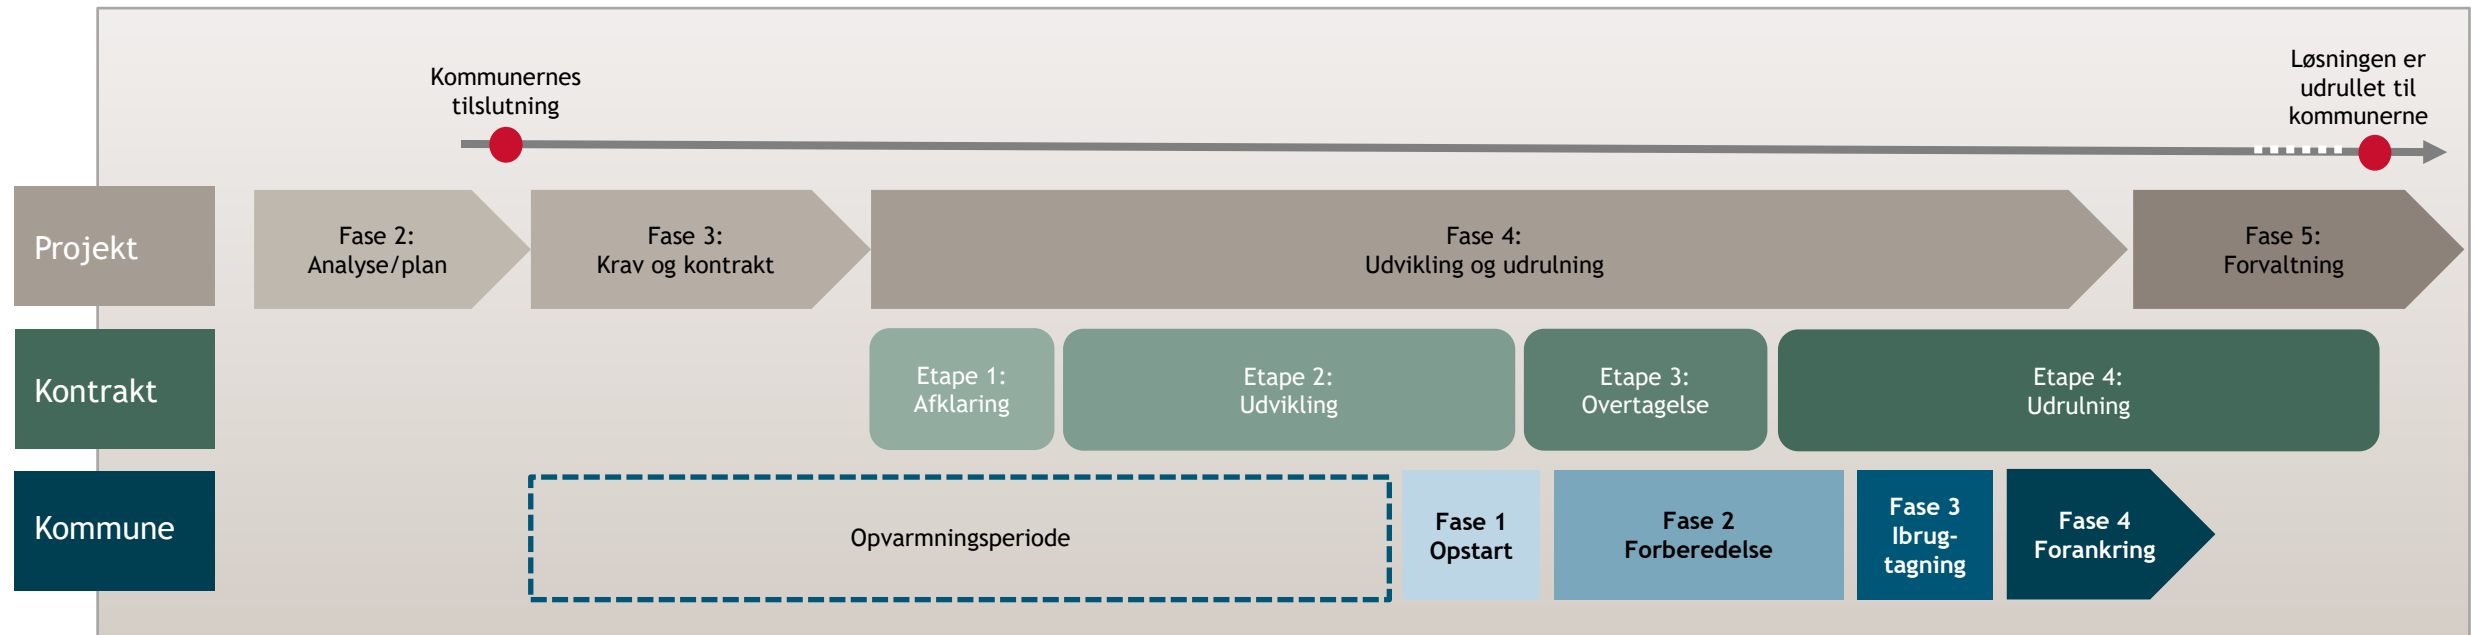 Kommunernes
tilslutning
Løsningen er
udrullet til
kommunerne
Projekt
Fase 2:
Analyse/plan
Fase 3:
Krav og kontrakt
Fase 4:
Udvikling og udrulning
Fase 5:
Forvaltning
Kontrakt
Etape 1:
Afklaring
Etape 2:
Udvikling
Etape 3:
Overtagelse
Etape 4:
Udrulning
Kommune
Opvarmningsperiode
Fase 1
Opstart
Fase 2
Forberedelse
Fase 3
Ibrug-
tagning
Fase 4
Forankring